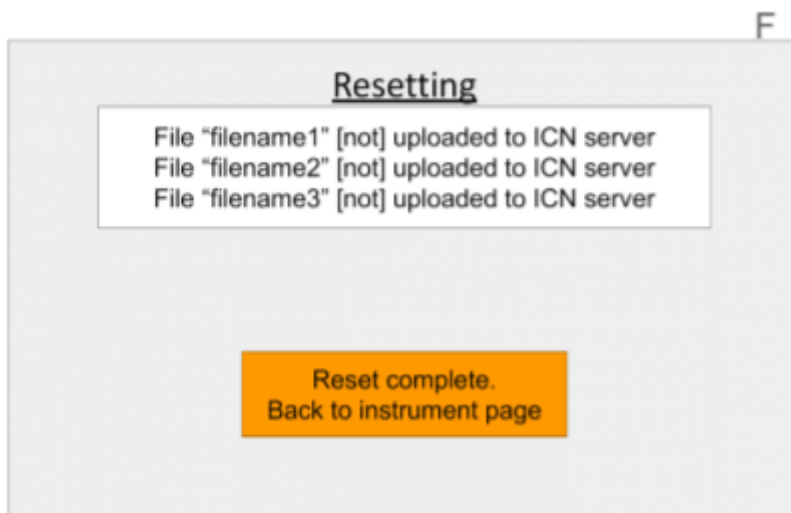 F
Resetting
File “filename1” [not] uploaded to ICN server
File “filename2” [not] uploaded to ICN server
File “filename3” [not] uploaded to ICN server
Reset complete.
Back to instrument page